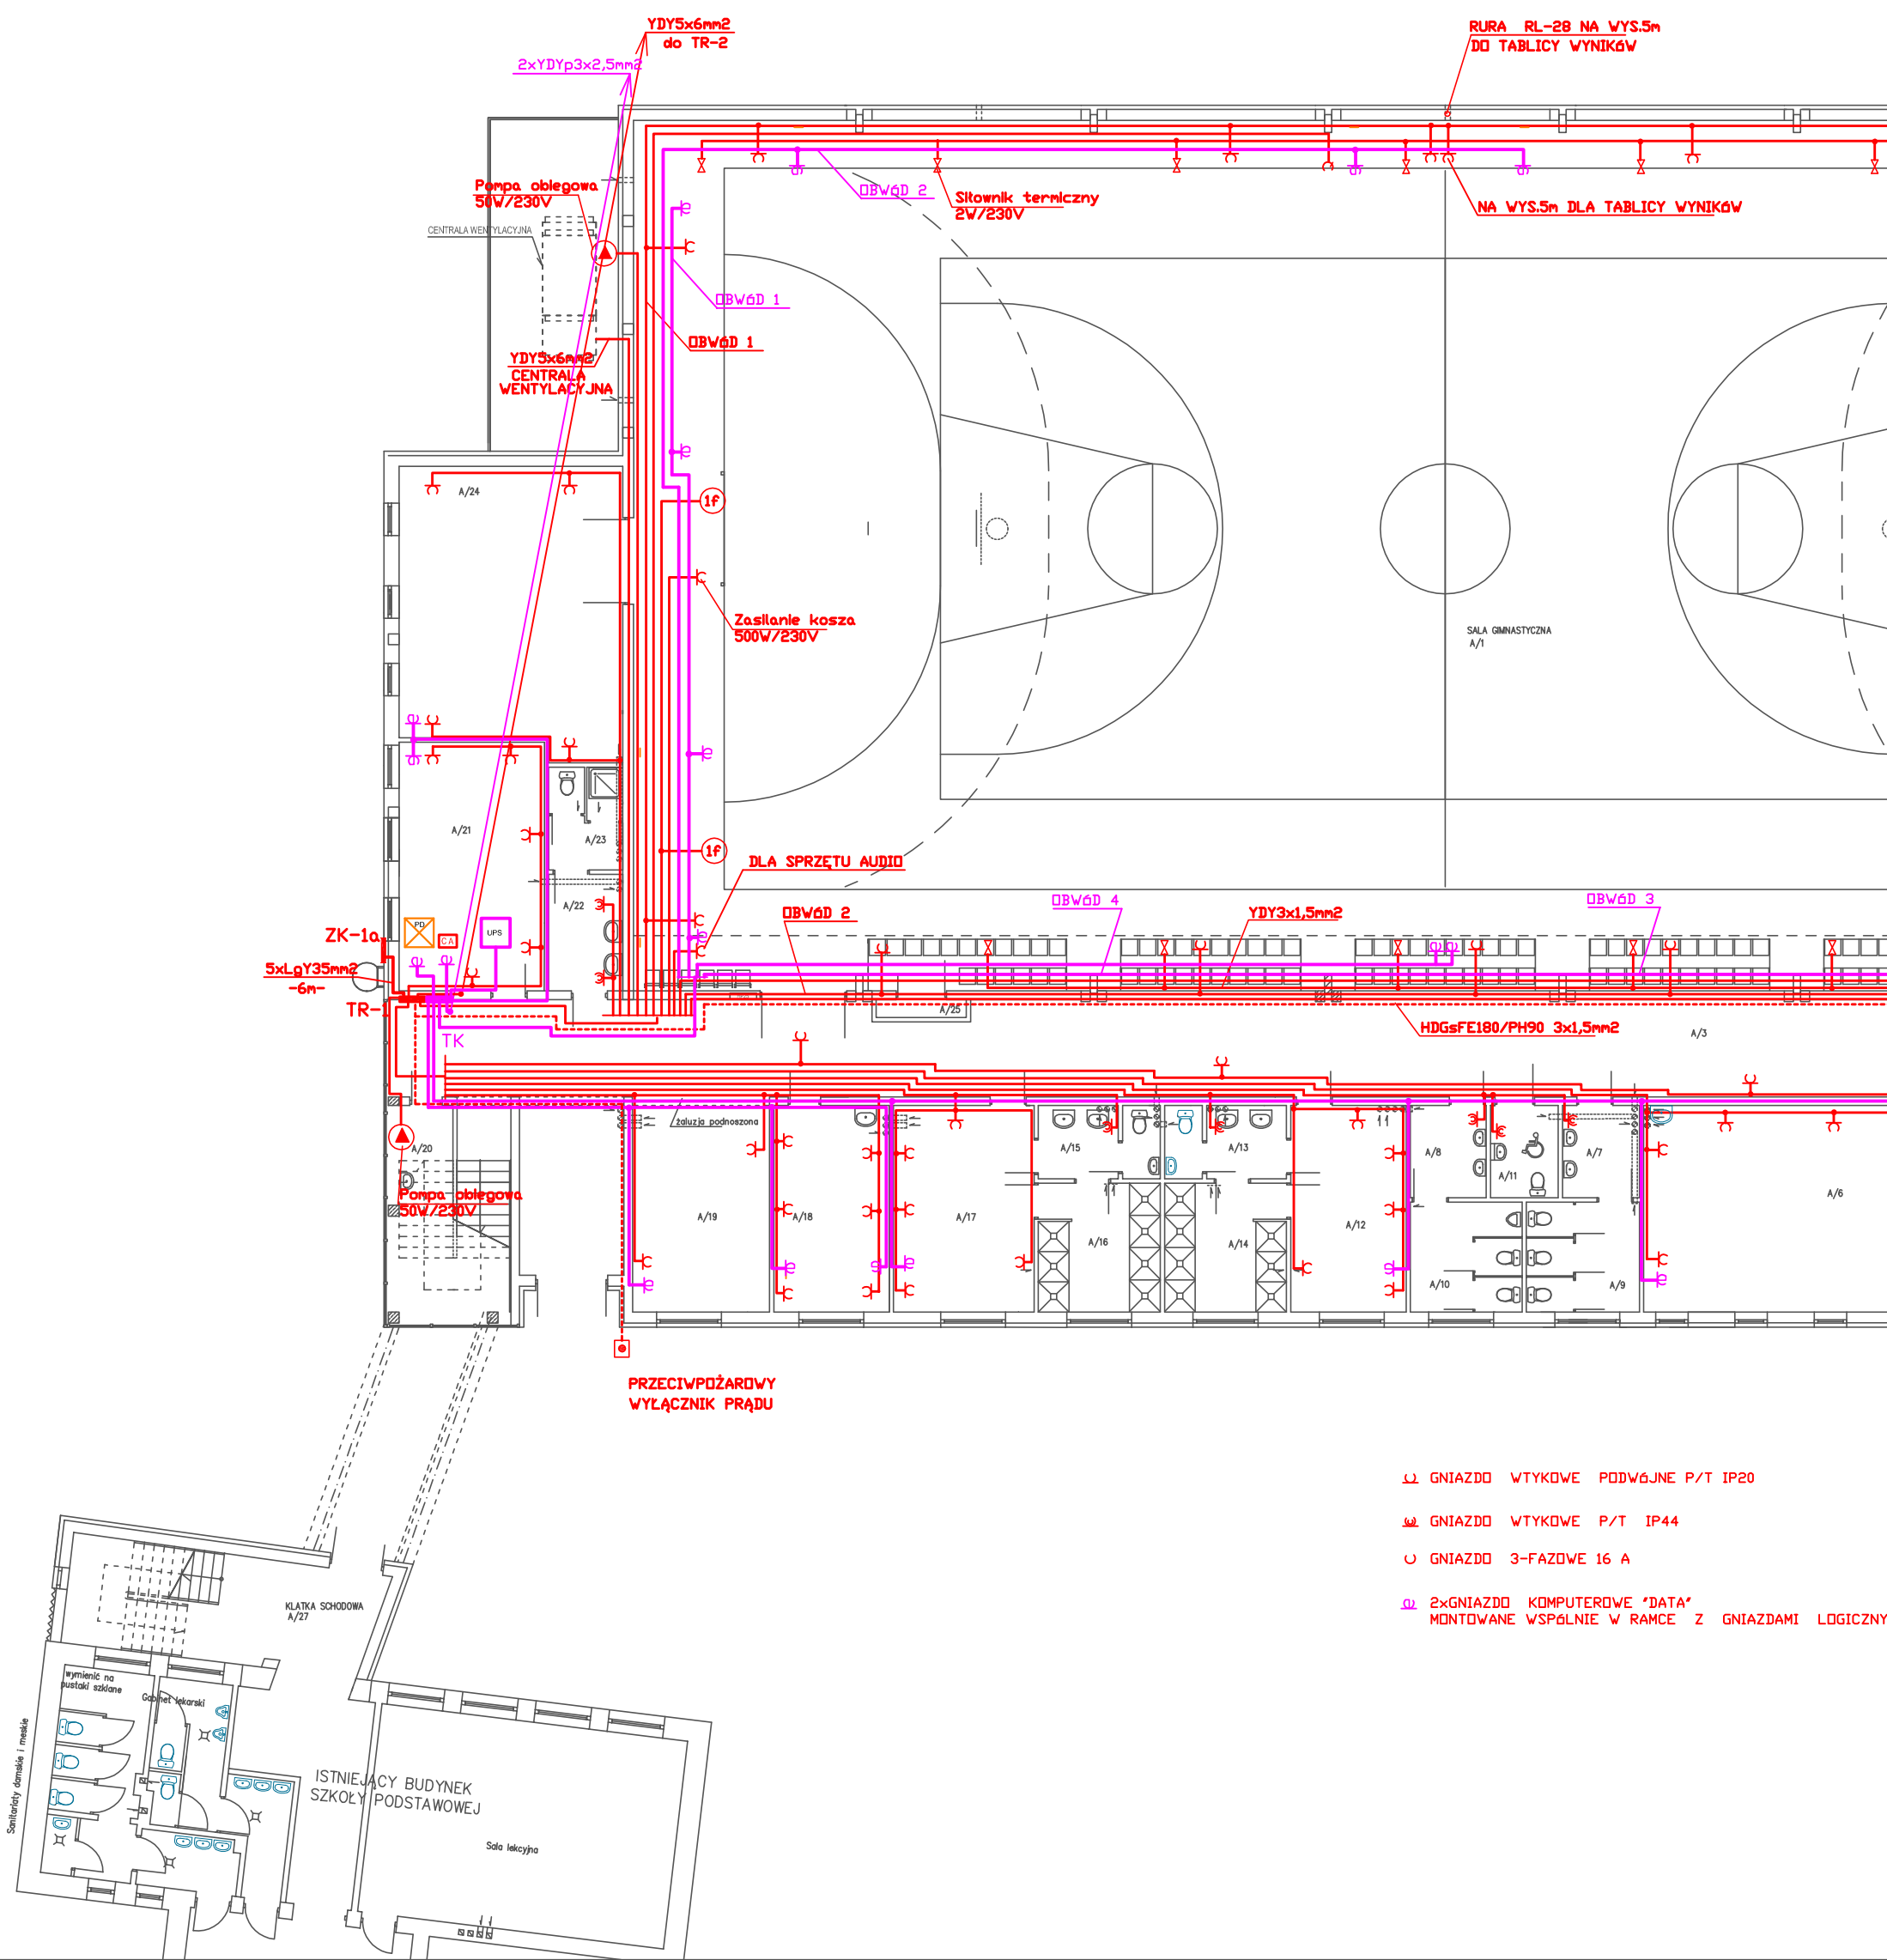 YDY5x6mm2
do TR-2
2xYDYp3x2,5mm2
RURA RL-28 NA WYS.5m
DO TABLICY WYNIKóW
Pompa obiegowa
50W/230V
CENTRALA WENTYLACYJNA
OBWóD 2
Siłownik termiczny
2W/230V
NA WYS.5m DLA TABLICY WYNIKóW
OBWóD 1
OBWóD 1
YDY5x6mm2
CENTRALA
WENTYLACYJNA
A/24
1f
Zasilanie kosza
500W/230V
SALA GIMNASTYCZNA
A/1
A/21
A/23
1f
DLA SPRZĘTU AUDIO
A/22
OBWóD 2
OBWóD 4
YDY3x1,5mm2
OBWóD 3
PD
CA
UPS
ZK-1a
5xLgY35mm2
-6m-
TR-1
TK
A/25
HDGsFE180/PH90 3x1,5mm2
A/3
żaluzja podnoszona
A/20
Pompa obiegowa
50W/230V
A/19
A/18
A/17
A/15
A/16
A/13
A/14
A/12
A/8
A/11
A/7
A/10
A/9
A/6
PRZECIWPOŻAROWY
WYŁĄCZNIK PRĄDU
GNIAZDO WTYKOWE PODWóJNE P/T IP20
GNIAZDO WTYKOWE P/T IP44
GNIAZDO 3-FAZOWE 16 A
2xGNIAZDO KOMPUTEROWE "DATA"
MONTOWANE WSPóLNIE W RAMCE Z GNIAZDAMI LOGICZNY
KLATKA SCHODOWA
A/27
wymienić na
pustaki szklane
Gabinet lekarski
Sanitariaty damskie i meskie
ISTNIEJĄCY BUDYNEK
SZKOŁY PODSTAWOWEJ
Sala lekcyjna